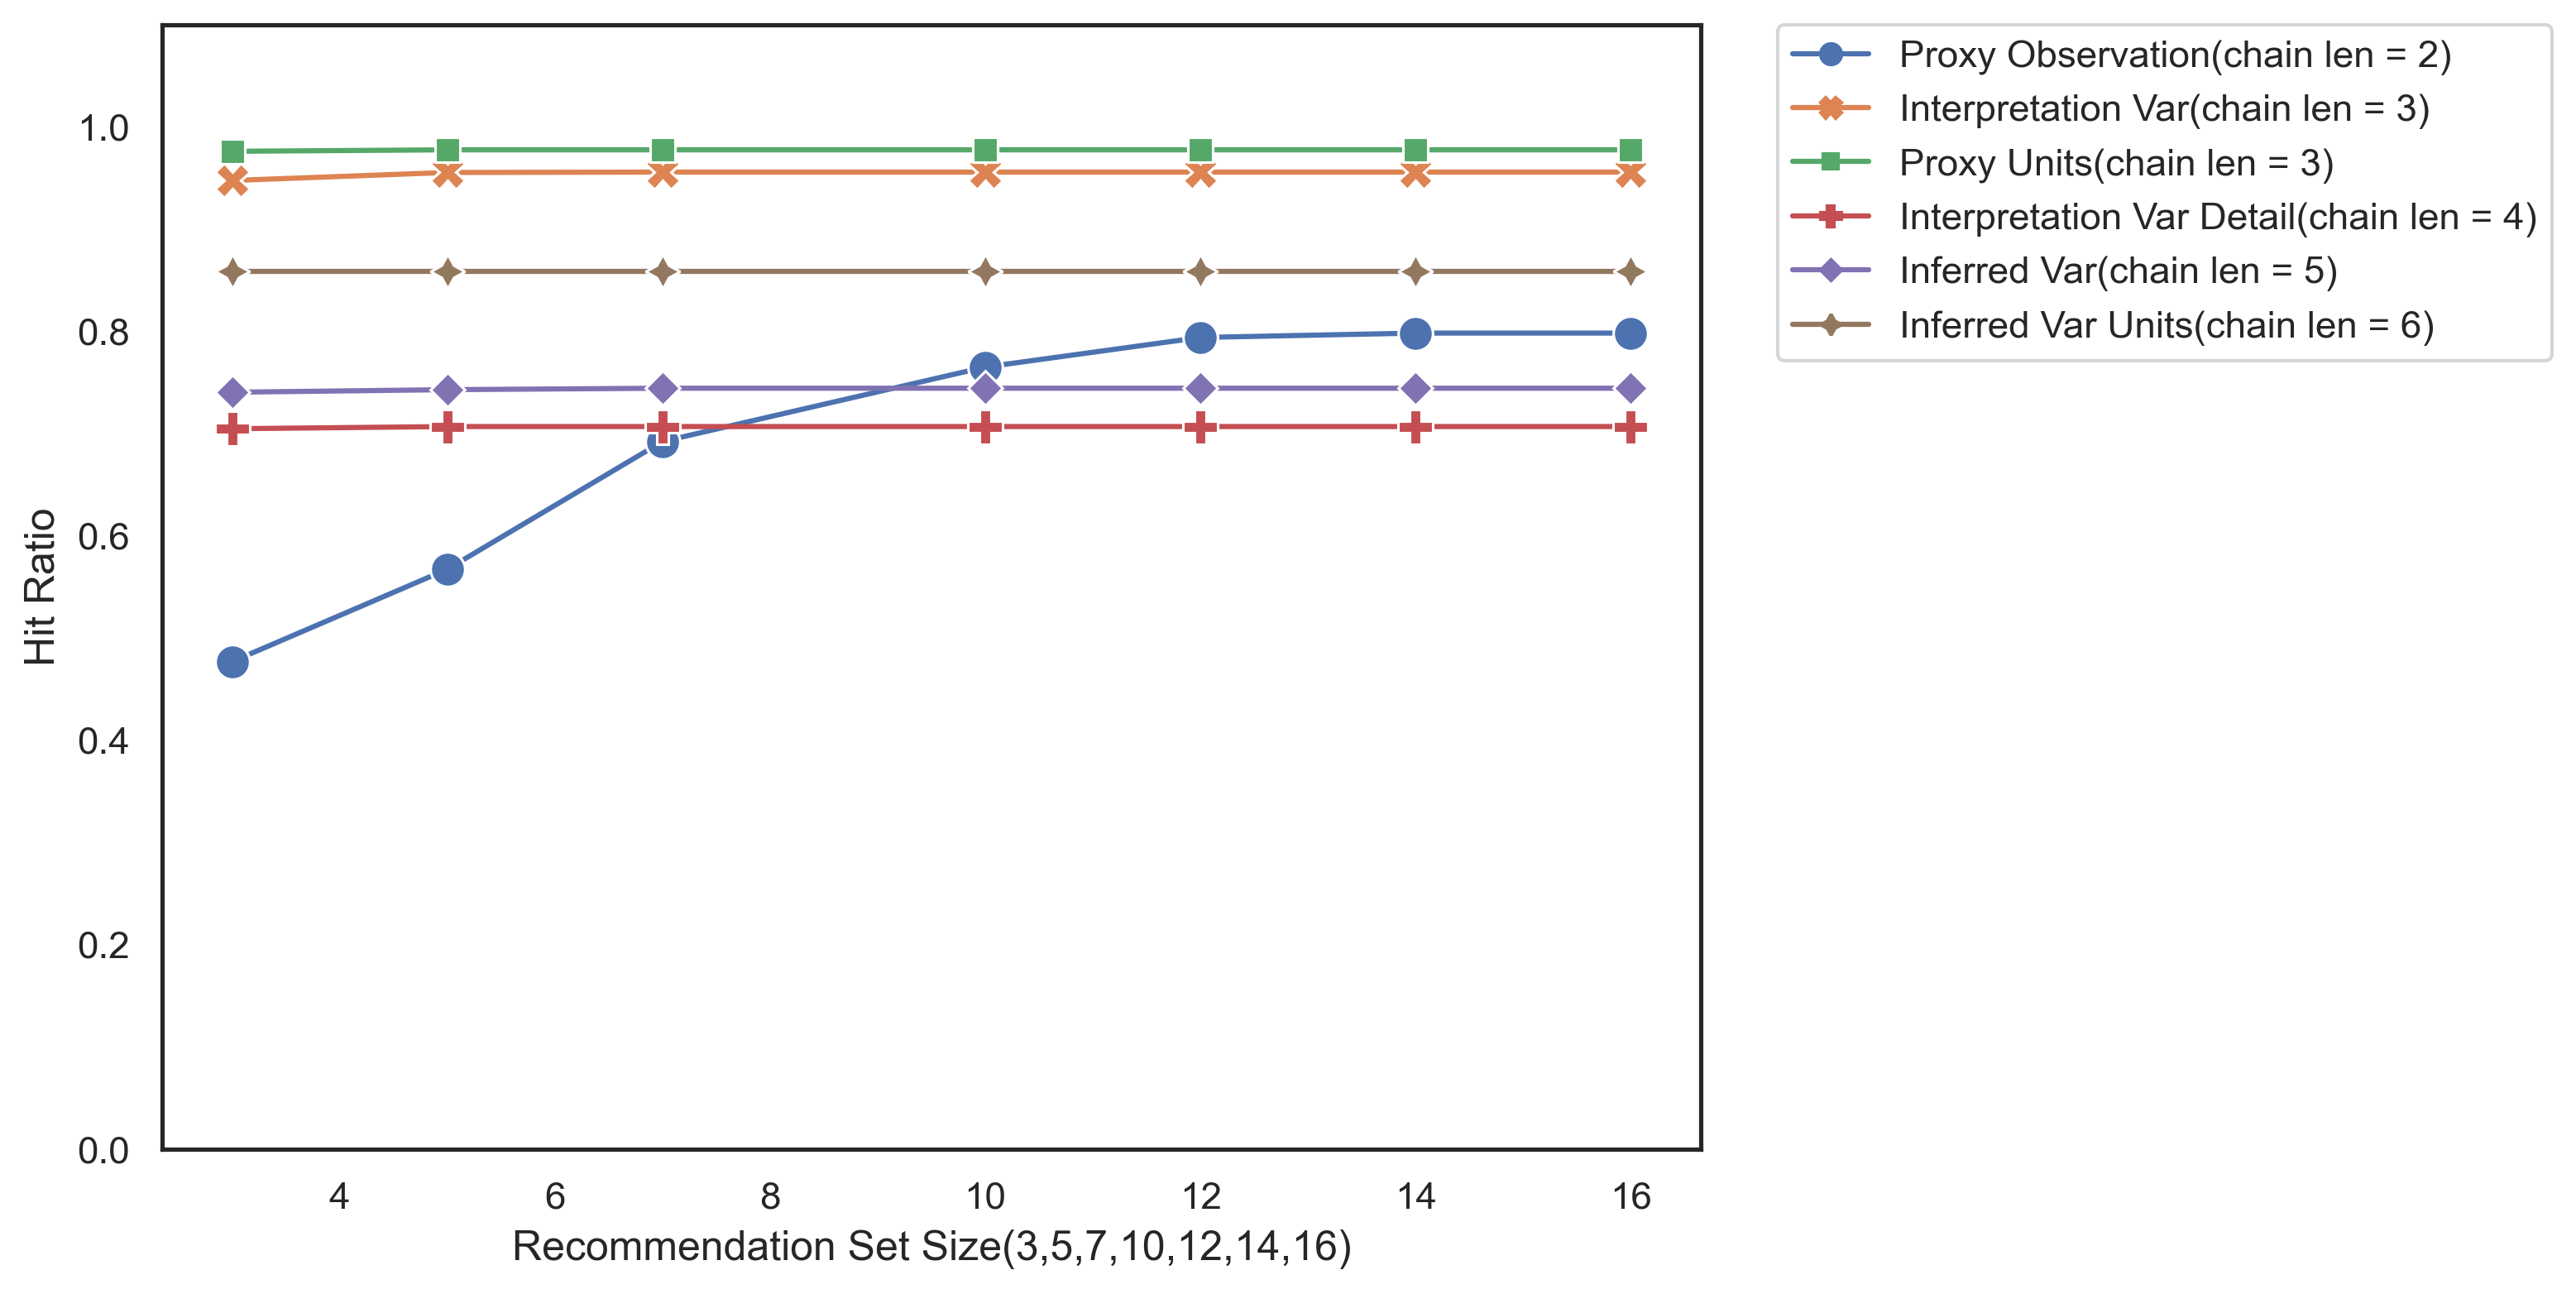 1.0
0.8
0.6
0.4
0.2
0.0
Hit Ratio
4 6 8 10 12 14 16
Recommendation Set Size(3,5,7,10,12,14,16)
Proxy Observation(chain len = 2)
Interpretation Var(chain len = 3)
Proxy Units(chain len = 3)
Interpretation Var Detail(chain len = 4)
Inferred Var(chain len = 5)
Inferred Var Units(chain len = 6)